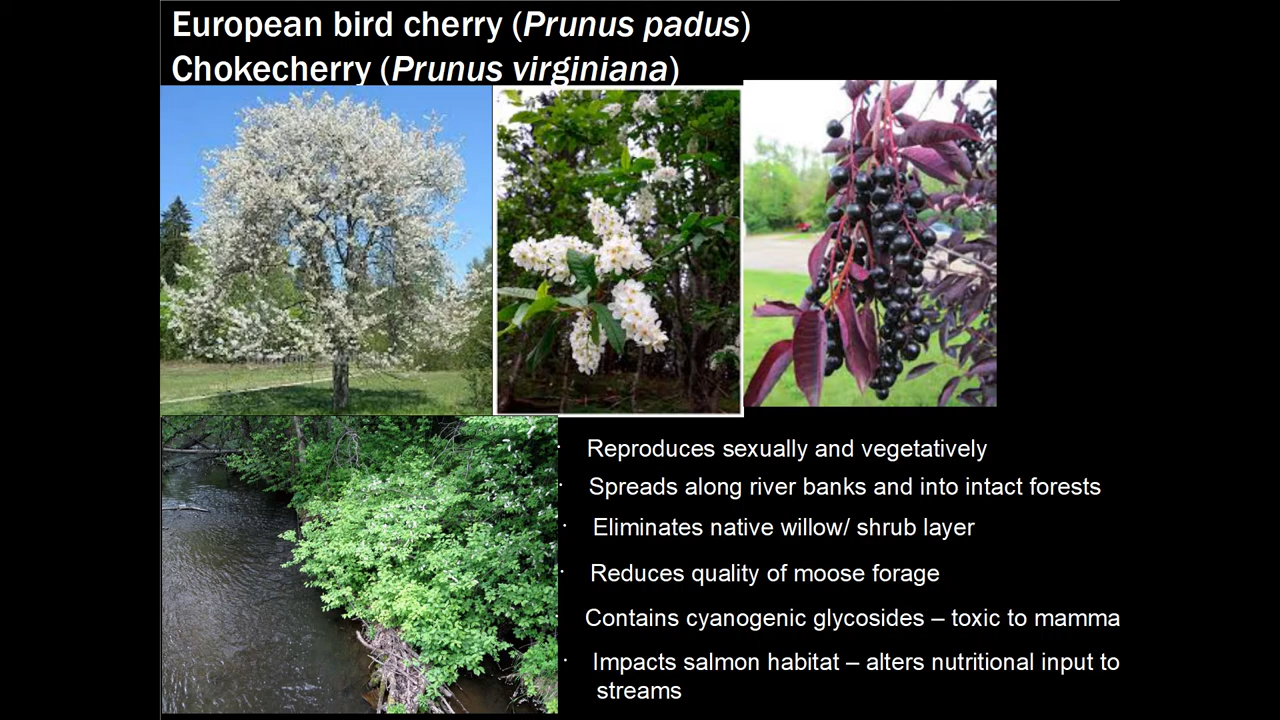 European bird cherry (Prunus padus)
Chokecherry (Prunus virginiana)
· Reproduces sexually and vegetatively
· Spreads along river banks and into intact forests
· Eliminates native willow/ shrub layer
· Reduces quality of moose forage
· Contains cyanogenic glycosides – toxic to mamma
· Impacts salmon habitat – alters nutritional input to
streams